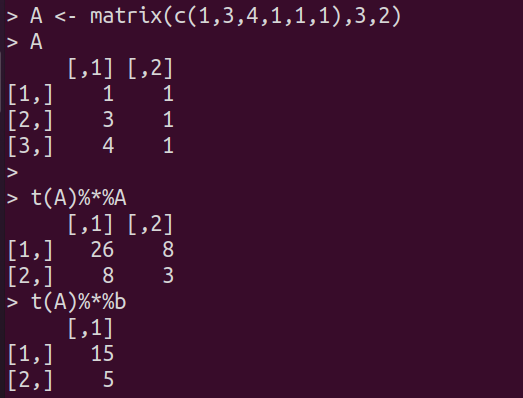 > A <- matrix(c(1,3,4,1,1,1),3,2)
> A
     [,1] [,2]
[1,]    1    1
[2,]    3    1
[3,]    4    1
>
> t(A)%*%A
     [,1] [,2]
[1,]   26    8
[2,]    8    3
> t(A)%*%b
     [,1]
[1,]   15
[2,]    5